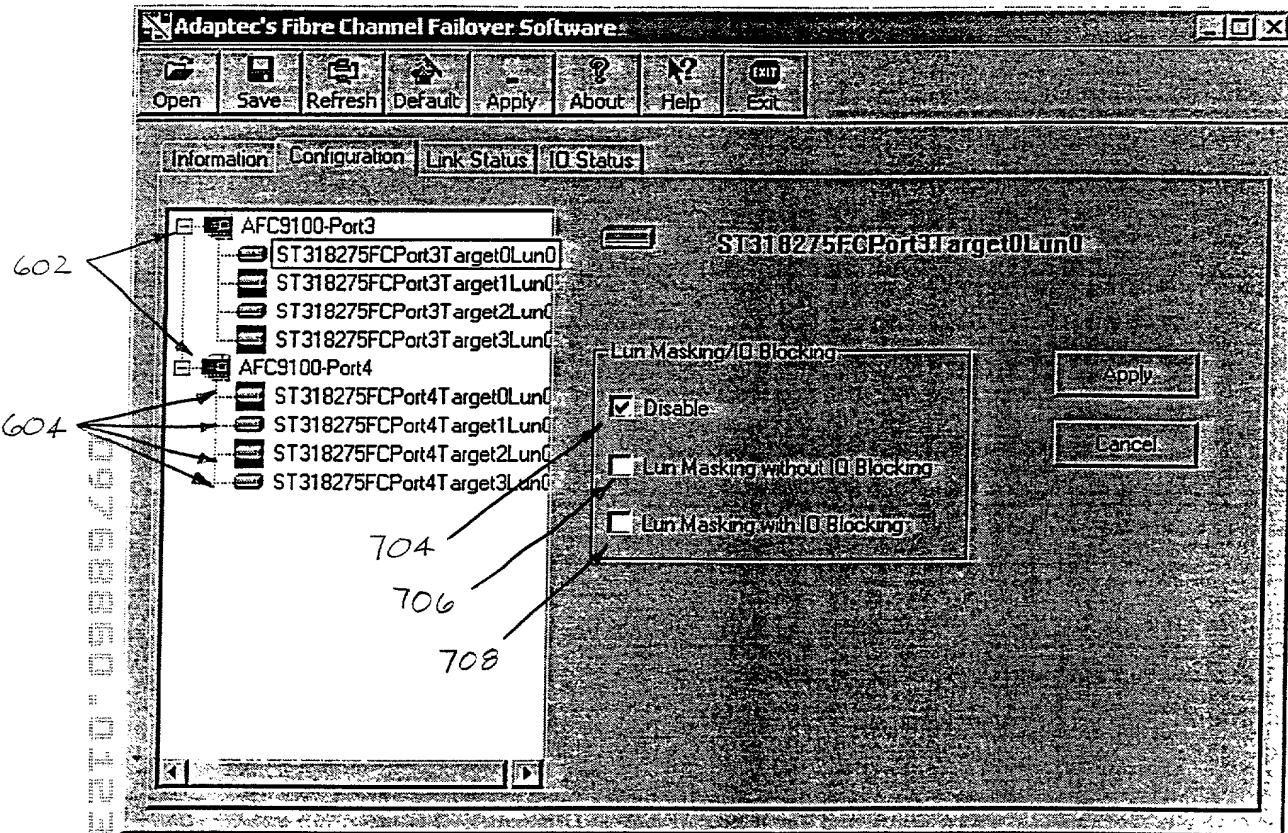 Adaptec's Fibre Channel Failover Software
Open Save Refresh Default Apply About Help Exit
Information Configuration Link Status IO Status
AFC9100-Port3
ST318275FCPort3Target0Lun0
ST318275FCPort3Target1Lun0
ST318275FCPort3Target2Lun0
ST318275FCPort3Target3Lun0
AFC9100-Port4
ST318275FCPort4Target0Lun0
ST318275FCPort4Target1Lun0
ST318275FCPort4Target2Lun0
ST318275FCPort4Target3Lun0
ST318275FCPort3Target0Lun0
Lun Masking/IO Blocking
Disable
Lun Masking without IO Blocking
Lun Masking with IO Blocking
Apply
Cancel
602
604
704
706
708